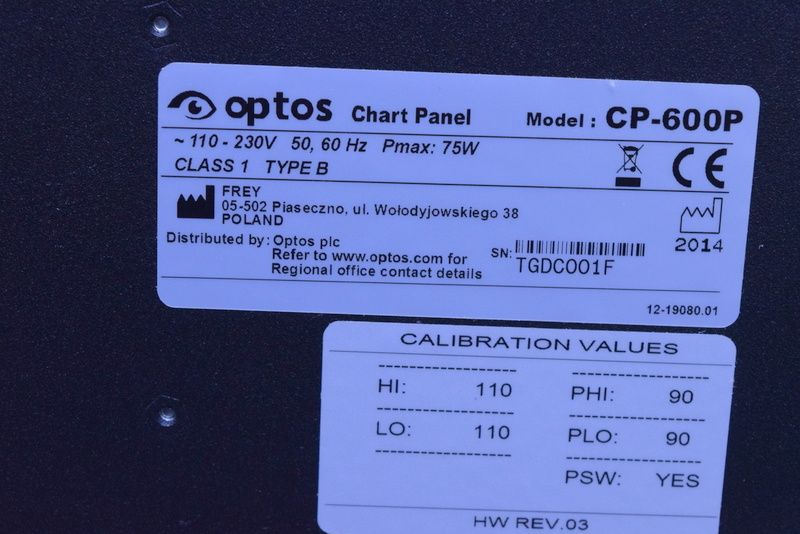 optos Chart Panel Model : CP-600P
~ 110 - 230V 50, 60 Hz Pmax: 75W
CLASS 1 TYPE B
CE
FREY
05-502 Piaseczno, ul. Wołodyjowskiego 38
POLAND
2014
Distributed by: Optos plc
Refer to www.optos.com for
Regional office contact details
SN:
TGDC001F
12-19080.01
CALIBRATION VALUES
HI: 110 PHI: 90
LO: 110 PLO: 90
PSW: YES
HW REV.03